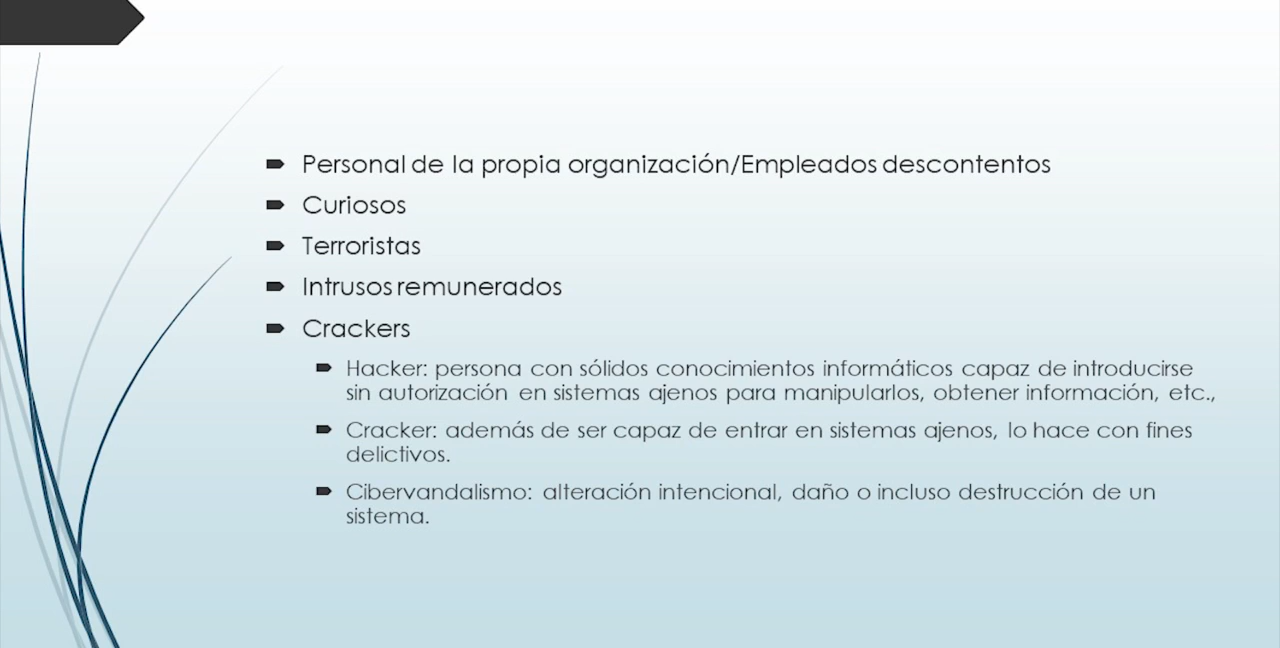 Personal de la propia organización/Empleados descontentos
Curiosos
Terroristas
Intrusos remunerados
Crackers
Hacker: persona con sólidos conocimientos informáticos capaz de introducirse
sin autorización en sistemas ajenos para manipularlos, obtener información, etc.,
Cracker: además de ser capaz de entrar en sistemas ajenos, lo hace con fines
delictivos.
Cibervandalismo: alteración intencional, daño o incluso destrucción de un
sistema.